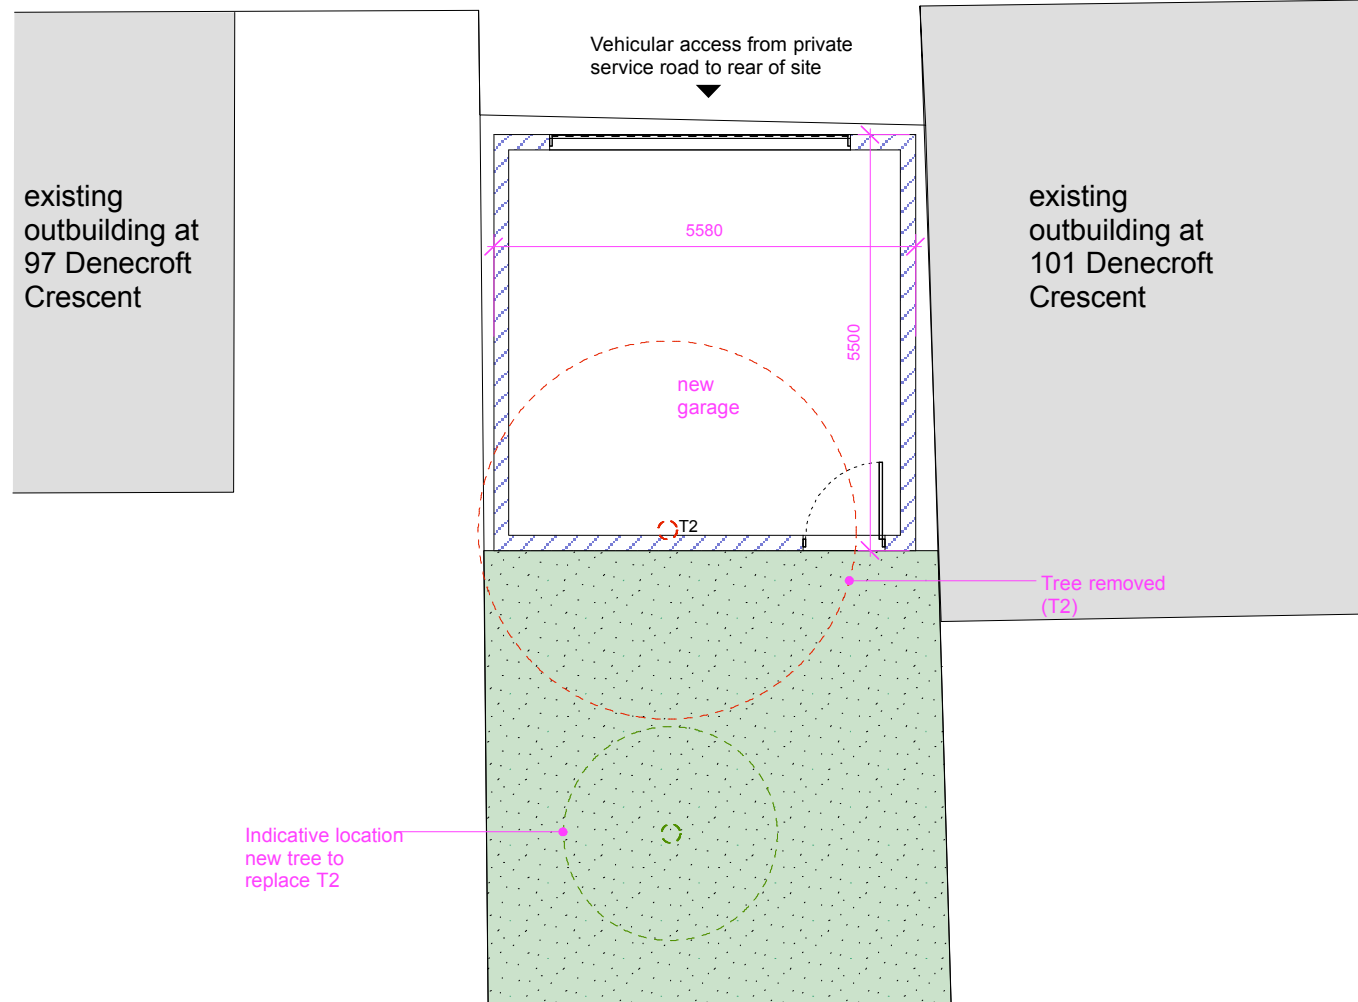 Vehicular access from private
service road to rear of site
existing
outbuilding at
97 Denecroft
Crescent
existing
outbuilding at
101 Denecroft
Crescent
5580
5500
new
garage
T2
Tree removed
(T2)
Indicative location
new tree to
replace T2